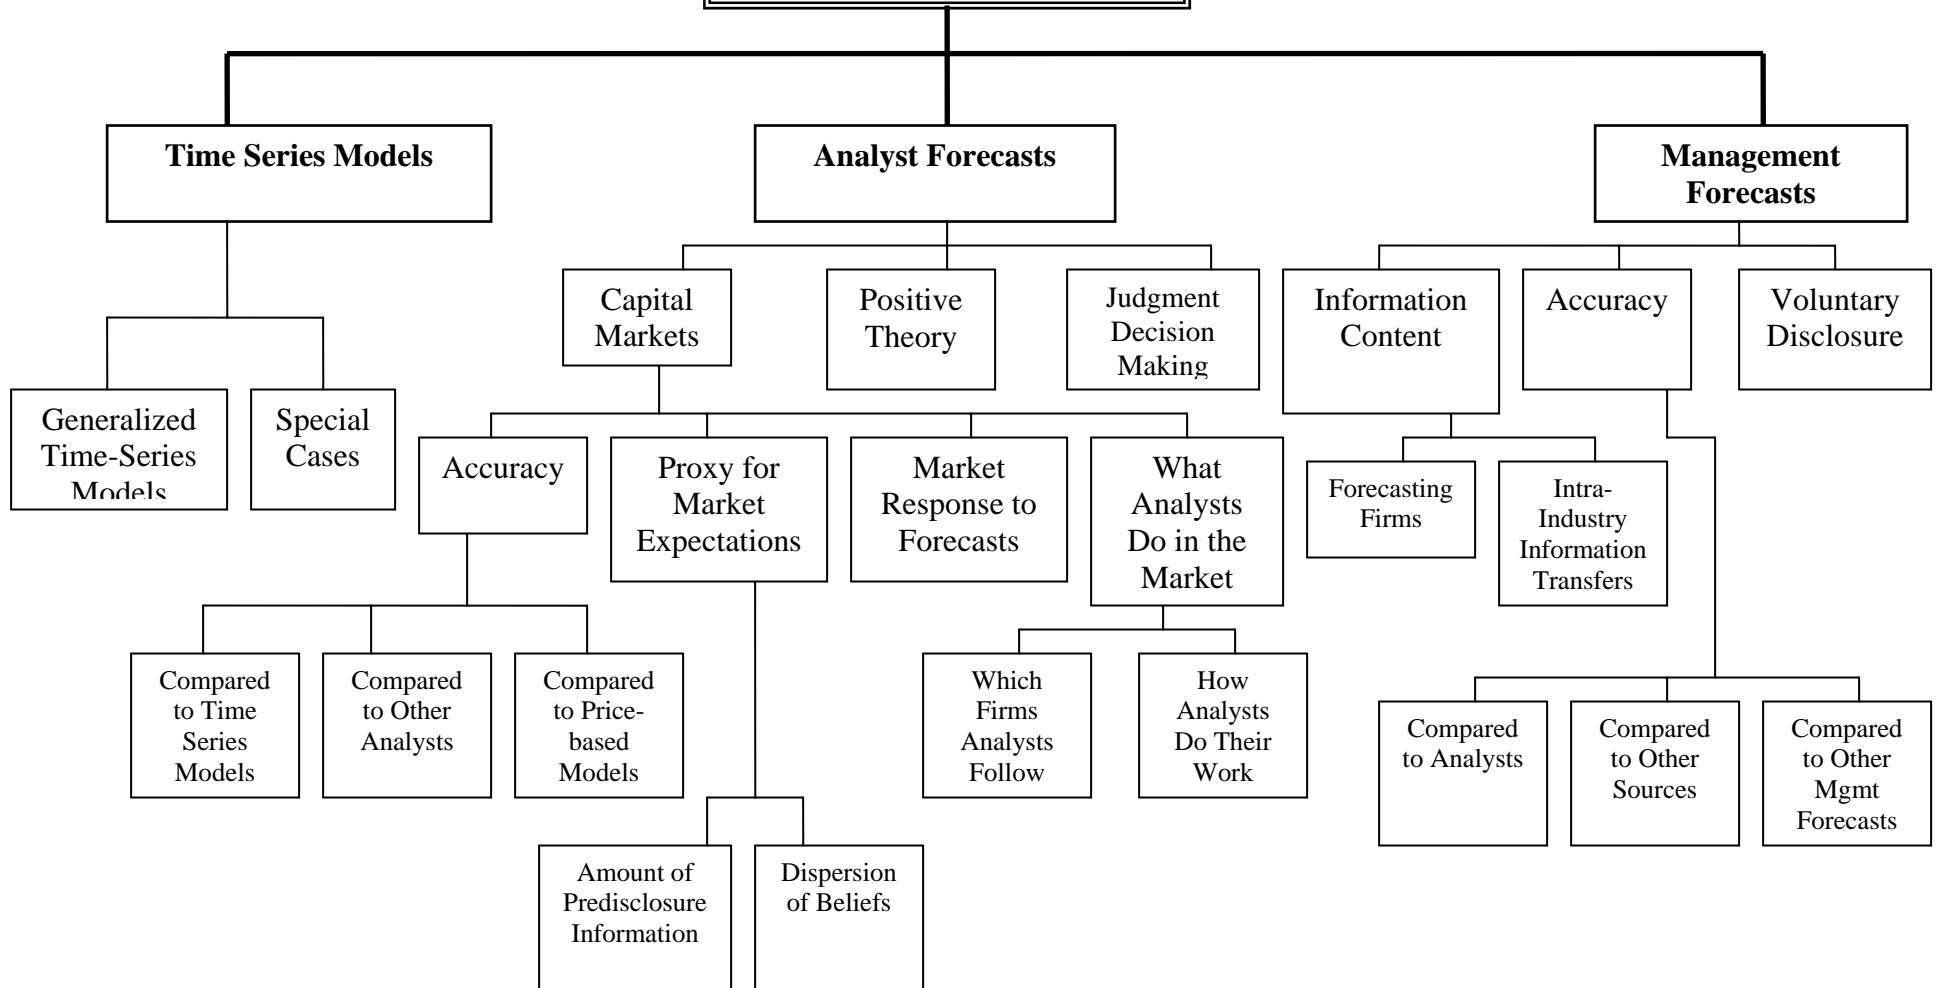 Time Series Models
Analyst Forecasts
Management
Forecasts
Capital
Markets
Positive
Theory
Judgment
Decision
Making
Information
Content
Accuracy
Voluntary
Disclosure
Generalized
Time-Series
Models
Special
Cases
Accuracy
Proxy for
Market
Expectations
Market
Response to
Forecasts
What
Analysts
Do in the
Market
Forecasting
Firms
Intra-
Industry
Information
Transfers
Compared
to Time
Series
Models
Compared
to Other
Analysts
Compared
to Price-
based
Models
Which
Firms
Analysts
Follow
How
Analysts
Do Their
Work
Compared
to Analysts
Compared
to Other
Sources
Compared
to Other
Mgmt
Forecasts
Amount of
Predisclosure
Information
Dispersion
of Beliefs